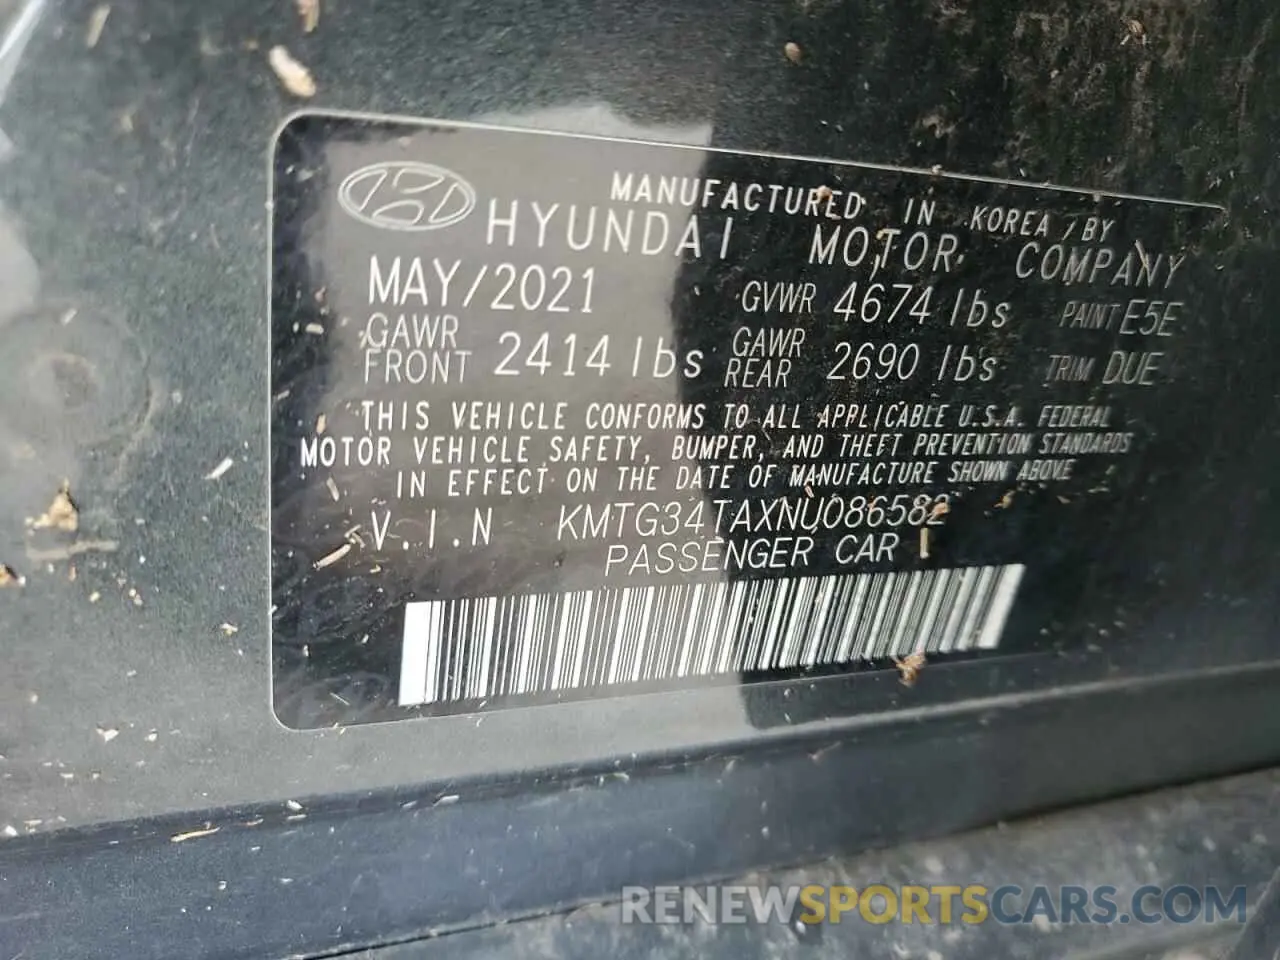 MANUFACTURED IN KOREA / BY
HYUNDAI MOTOR COMPANY
MAY/2021 GVWR 4674 lbs PAINT E5E
GAWR FRONT 2414 lbs GAWR REAR 2690 lbs TRIM DUE
THIS VEHICLE CONFORMS TO ALL APPLICABLE U.S.A. FEDERAL
MOTOR VEHICLE SAFETY, BUMPER, AND THEFT PREVENTION STANDARDS
IN EFFECT ON THE DATE OF MANUFACTURE SHOWN ABOVE
V.I.N KMTG34TAXNU086582
PASSENGER CAR
RENEWSPORTSCARS.COM